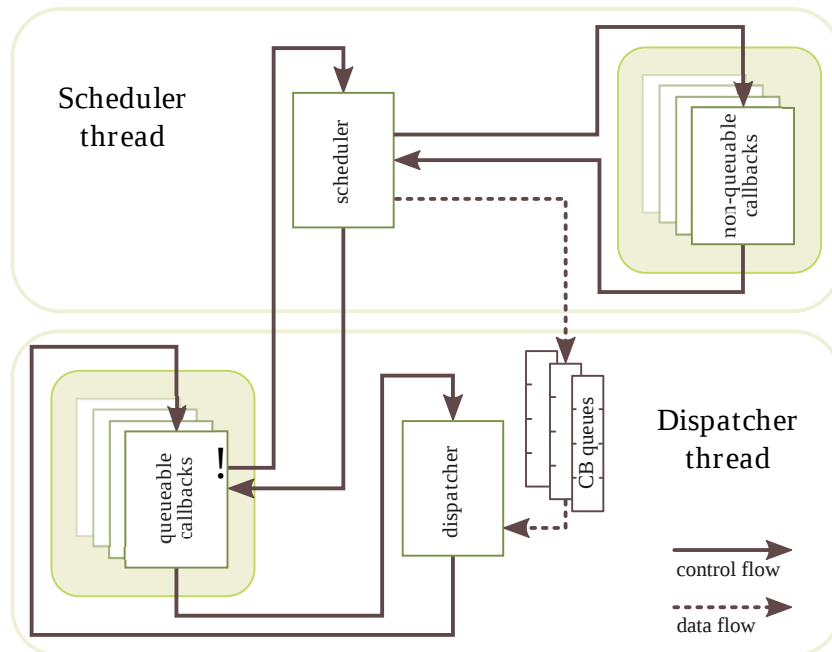 Scheduler
thread
scheduler
non-queuable
callbacks
Dispatcher
thread
queueable
callbacks
!
dispatcher
CB queues
control flow
data flow